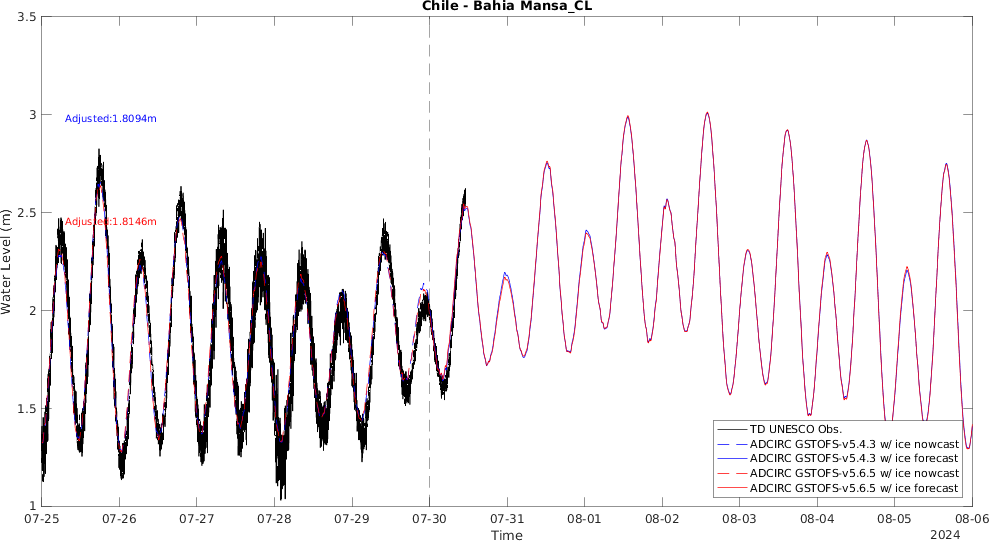 Chile - Bahia Mansa_CL
3.5
3
2.5
2
1.5
1
Water Level (m)
Adjusted:1.8094m
Adjusted:1.8146m
TD UNESCO Obs.
ADCIRC GSTOFS-v5.4.3 w/ ice nowcast
ADCIRC GSTOFS-v5.4.3 w/ ice forecast
ADCIRC GSTOFS-v5.6.5 w/ ice nowcast
ADCIRC GSTOFS-v5.6.5 w/ ice forecast
07-25 07-26 07-27 07-28 07-29 07-30 07-31 08-01 08-02 08-03 08-04 08-05 08-06
Time
2024